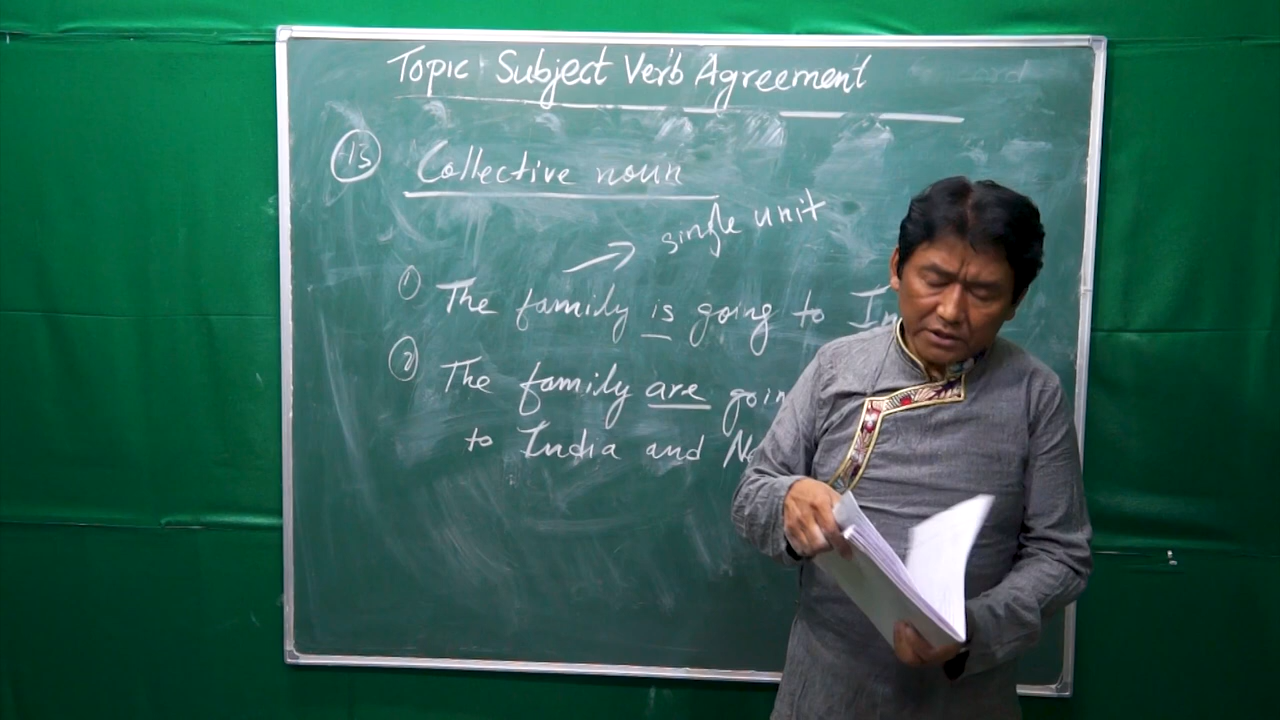 Topic : Subject Verb Agreement
13 Collective noun
→ single unit
1 The family is going to
2 The family are
to India and